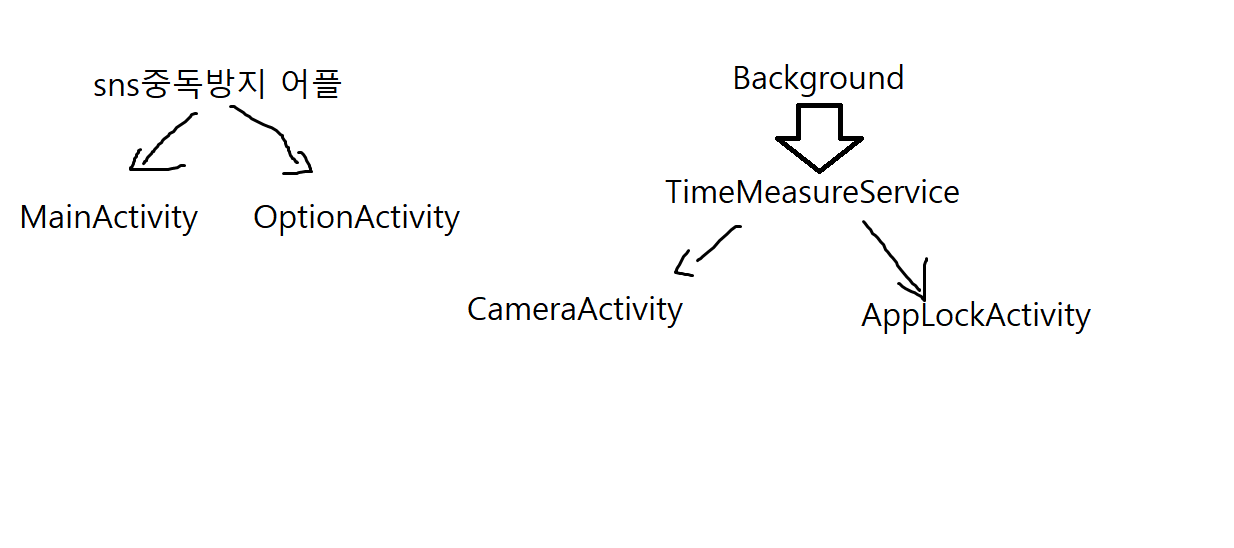 sns중독방지 어플
MainActivity
OptionActivity
Background
TimeMeasureService
CameraActivity
AppLockActivity